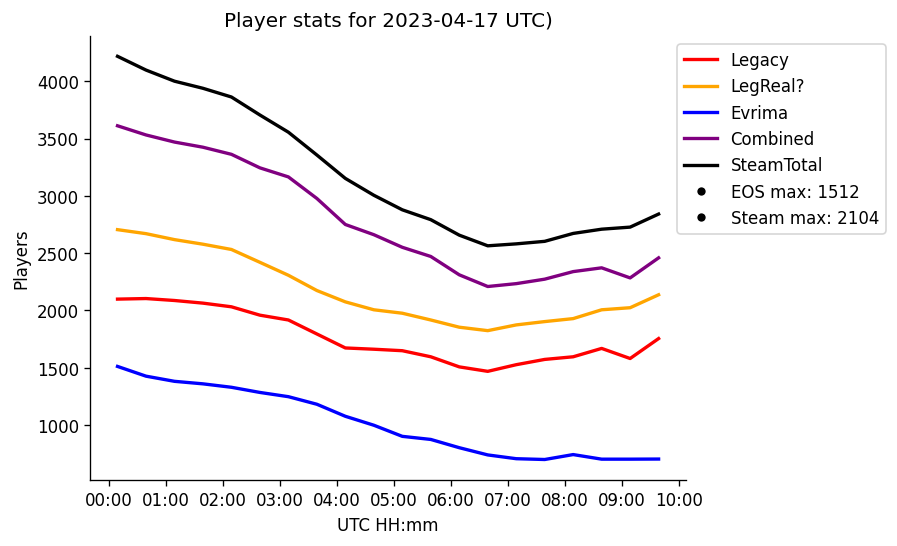 Player stats for 2023-04-17 UTC)
Legacy
LegReal?
Evrima
Combined
SteamTotal
EOS max: 1512
Steam max: 2104
Players
4000
3500
3000
2500
2000
1500
1000
00:00 01:00 02:00 03:00 04:00 05:00 06:00 07:00 08:00 09:00 10:00
UTC HH:mm